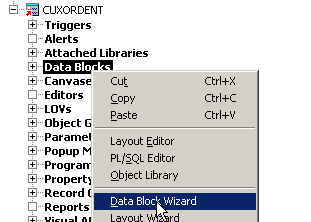 CUXORDENT
Triggers
Alerts
Attached Libraries
Data Blocks
Canvase
Editors
LOVs
Object G
Paramet
Popup M
Program
Property
Record G
Reports
Visual At
Cut Ctrl+X
Copy Ctrl+C
Paste Ctrl+V
Layout Editor
PL/SQL Editor
Object Library
Data Block Wizard
Layout Wizard